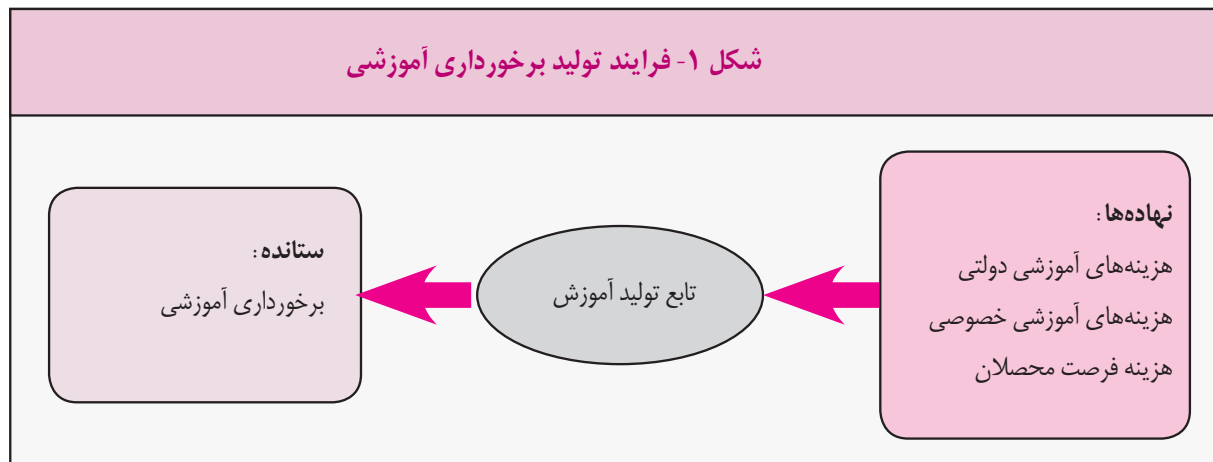 شکل ۱- فرایند تولید برخورداری آموزشی
نهاده‌ها:
هزینه‌های آموزشی دولتی
هزینه‌های آموزشی خصوصی
هزینه فرصت محصلان
تابع تولید آموزش
ستانده:
برخورداری آموزشی